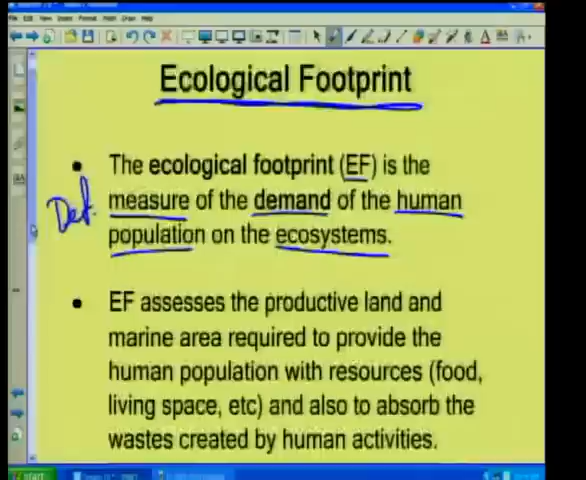 Ecological Footprint
• The ecological footprint (EF) is the
Def. measure of the demand of the human
population on the ecosystems.
• EF assesses the productive land and
marine area required to provide the
human population with resources (food,
living space, etc) and also to absorb the
wastes created by human activities.